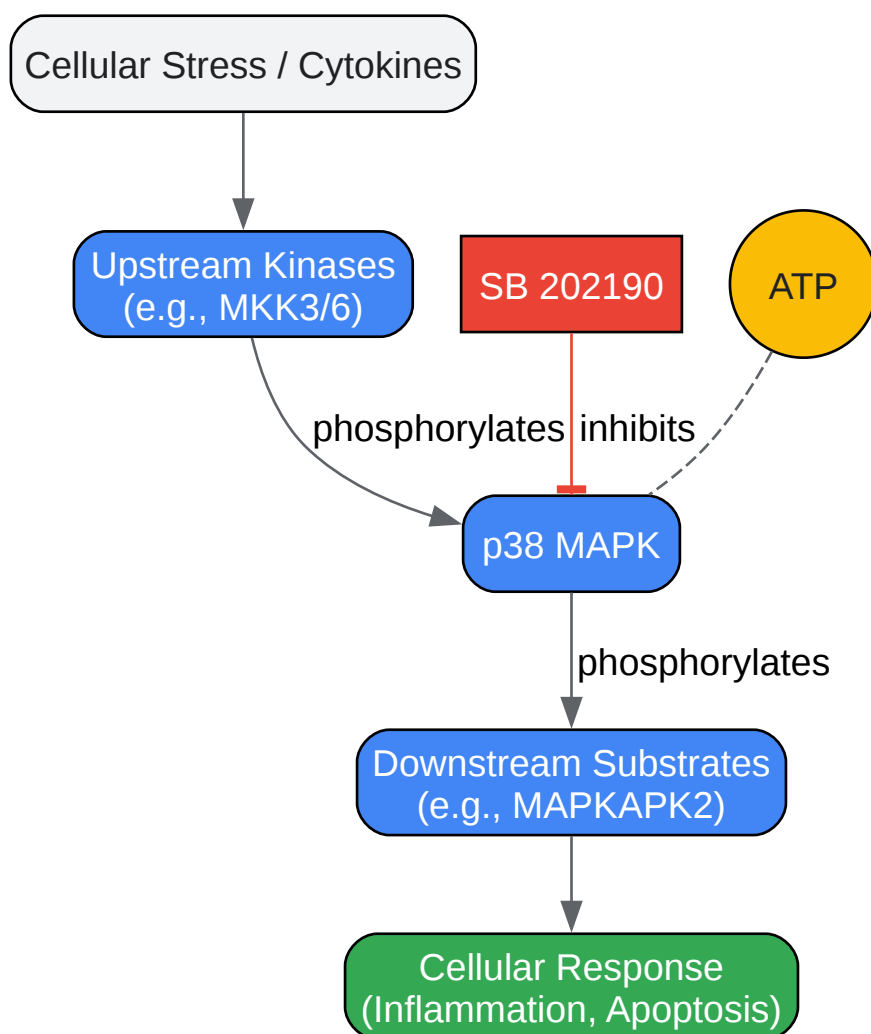 Cellular Stress / Cytokines
Upstream Kinases
(e.g., MKK3/6)
SB 202190
ATP
phosphorylates
inhibits
p38 MAPK
phosphorylates
Downstream Substrates
(e.g., MAPKAPK2)
Cellular Response
(Inflammation, Apoptosis)